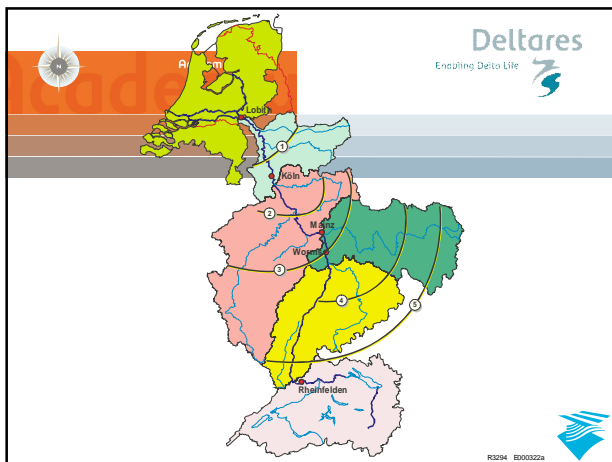 Deltares
Enabling Delta Life
N
Lobith
1
Köln
2
Mainz
Worms
3
4
5
Rheinfelden
R3294 E000322a